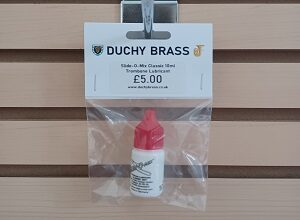 DUCHY BRASS
Slide-O-Mix Classic 10ml
Trombone Lubricant
£5.00
www.duchybrass.co.uk